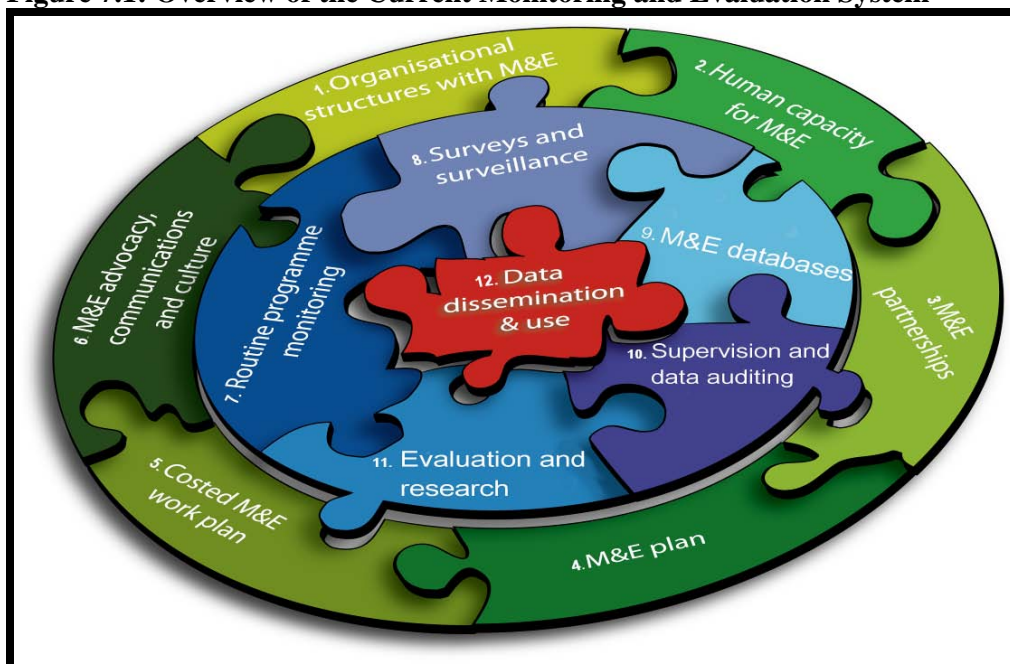 Figure 7.1: Overview of the Current Monitoring and Evaluation System
1. Organisational
structures with M&E
2. Human capacity
for M&E
3. M&E
partnerships
4. M&E plan
5. Costed M&E
work plan
6. M&E advocacy,
communications
and culture
7. Routine programme
monitoring
8. Surveys and
surveillance
9. M&E databases
10. Supervision and
data auditing
11. Evaluation and
research
12. Data
dissemination
& use